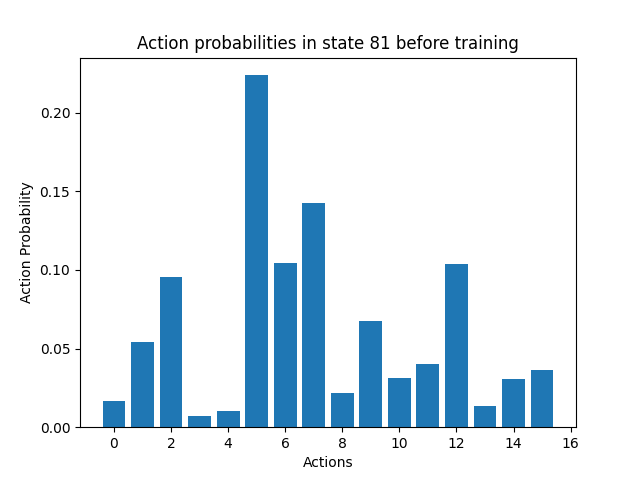 Action probabilities in state 81 before training
Action Probability
0.20
0.15
0.10
0.05
0.00
0 2 4 6 8 10 12 14 16
Actions